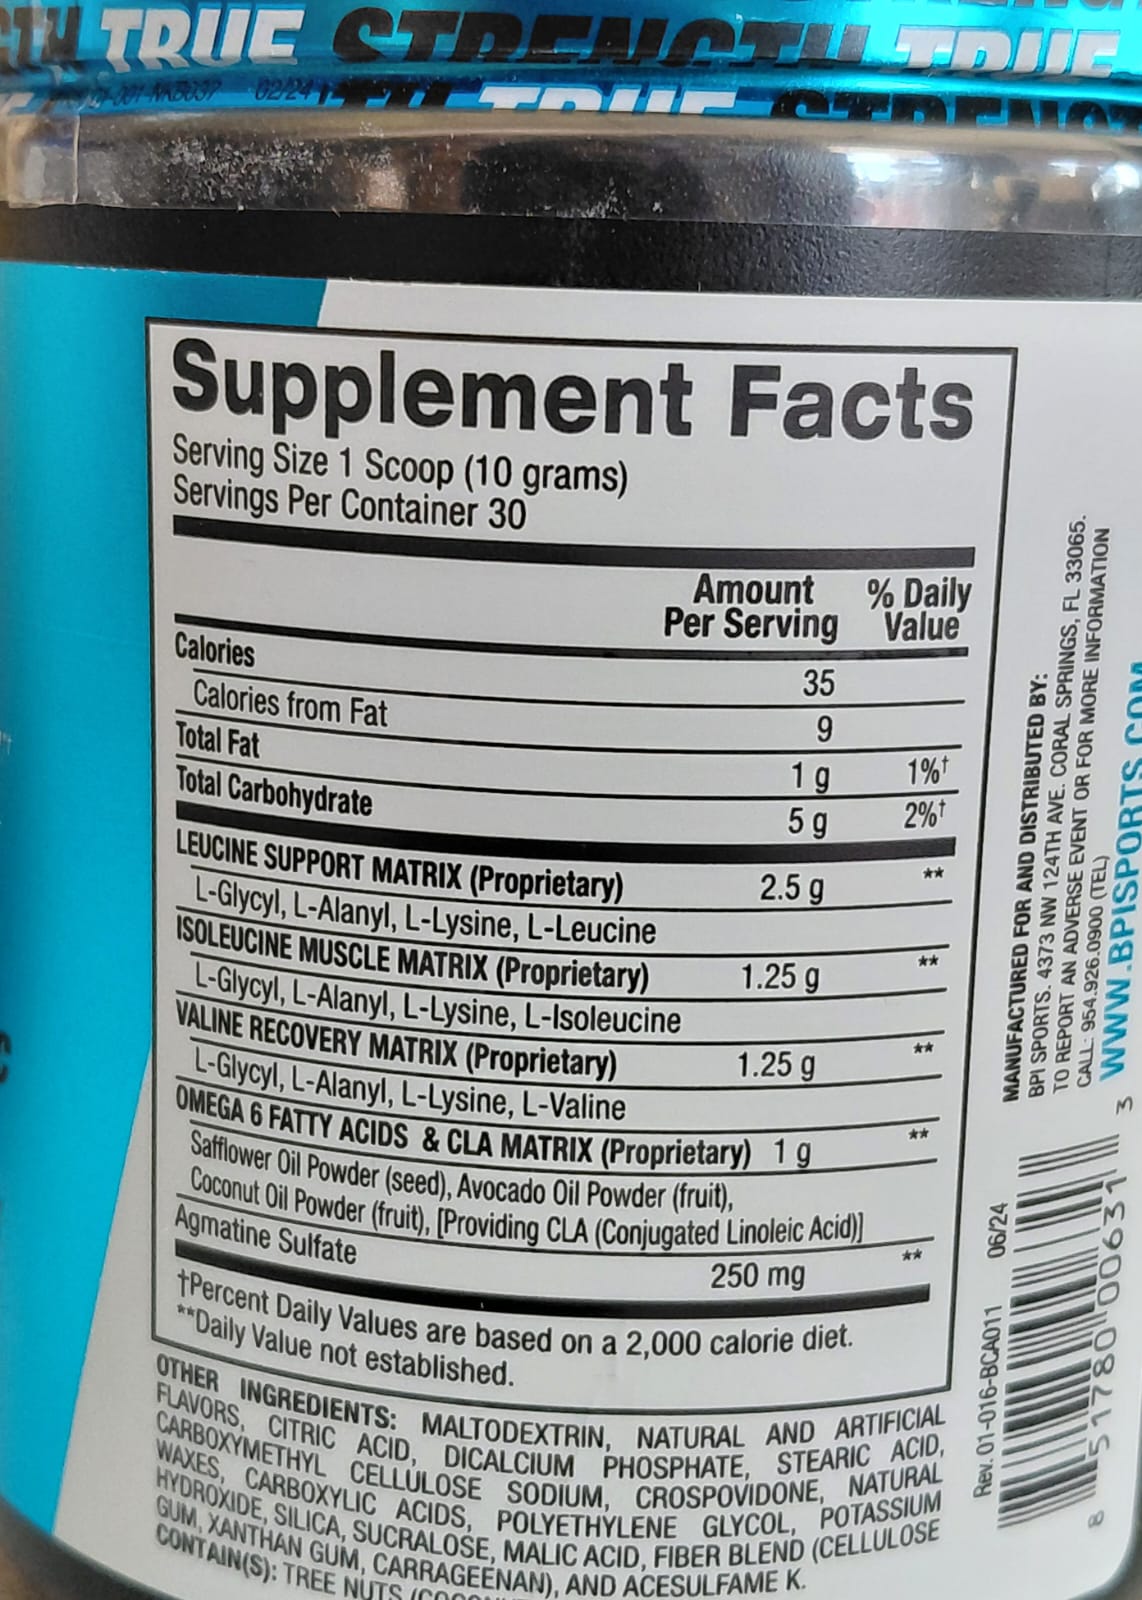 TRUE STRENGTH TRUE
02/24
TRUE STRENGT
Supplement Facts
Serving Size 1 Scoop (10 grams)
Servings Per Container 30
Amount Per Serving % Daily Value
Calories 35
Calories from Fat 9
Total Fat 1 g 1%†
Total Carbohydrate 5 g 2%†
LEUCINE SUPPORT MATRIX (Proprietary) 2.5 g **
L-Glycyl, L-Alanyl, L-Lysine, L-Leucine
ISOLEUCINE MUSCLE MATRIX (Proprietary) 1.25 g **
L-Glycyl, L-Alanyl, L-Lysine, L-Isoleucine
VALINE RECOVERY MATRIX (Proprietary) 1.25 g **
L-Glycyl, L-Alanyl, L-Lysine, L-Valine
OMEGA 6 FATTY ACIDS & CLA MATRIX (Proprietary) 1 g **
Safflower Oil Powder (seed), Avocado Oil Powder (fruit),
Coconut Oil Powder (fruit), [Providing CLA (Conjugated Linoleic Acid)]
Agmatine Sulfate 250 mg **
†Percent Daily Values are based on a 2,000 calorie diet.
**Daily Value not established.
OTHER INGREDIENTS: MALTODEXTRIN, NATURAL AND ARTIFICIAL
FLAVORS, CITRIC ACID, DICALCIUM PHOSPHATE, STEARIC ACID,
CARBOXYMETHYL CELLULOSE SODIUM, CROSPOVIDONE, NATURAL
WAXES, CARBOXYLIC ACIDS, POLYETHYLENE GLYCOL, POTASSIUM
HYDROXIDE, SILICA, SUCRALOSE, MALIC ACID, FIBER BLEND (CELLULOSE
GUM, XANTHAN GUM, CARRAGEENAN), AND ACESULFAME K.
CONTAIN(S): TREE NUTS
MANUFACTURED FOR AND DISTRIBUTED BY:
BPI SPORTS. 4373 NW 124TH AVE. CORAL SPRINGS, FL 33065.
TO REPORT AN ADVERSE EVENT OR FOR MORE INFORMATION
CALL: 954.926.0900 (TEL)
WWW.BPISPORTS.COM
Rev. 01-016-BCA011 06/24
8 51780 00631 3